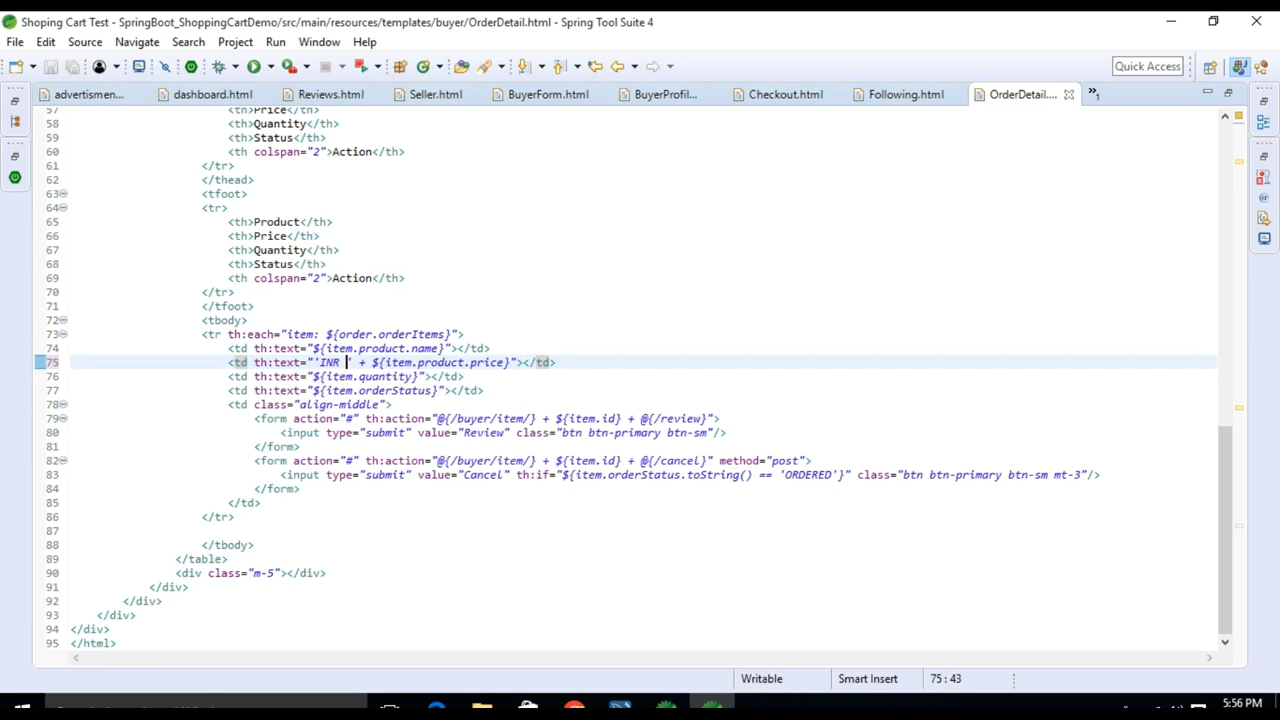 Shoping Cart Test - SpringBoot_ShoppingCartDemo/src/main/resources/templates/buyer/OrderDetail.html - Spring Tool Suite 4
File Edit Source Navigate Search Project Run Window Help
Quick Access
advertismen... dashboard.html Reviews.html Seller.html BuyerForm.html BuyerProfil... Checkout.html Following.html OrderDetail.... »1
57 <th>Price</th>
58 <th>Quantity</th>
59 <th>Status</th>
60 <th colspan="2">Action</th>
61 </tr>
62 </thead>
63 <tfoot>
64 <tr>
65 <th>Product</th>
66 <th>Price</th>
67 <th>Quantity</th>
68 <th>Status</th>
69 <th colspan="2">Action</th>
70 </tr>
71 </tfoot>
72 <tbody>
73 <tr th:each="item: ${order.orderItems}">
74 <td th:text="${item.product.name}"></td>
75 <td th:text="'INR ' + ${item.product.price}"></td>
76 <td th:text="${item.quantity}"></td>
77 <td th:text="${item.orderStatus}"></td>
78 <td class="align-middle">
79 <form action="#" th:action="@{/buyer/item/} + ${item.id} + @{/review}">
80 <input type="submit" value="Review" class="btn btn-primary btn-sm"/>
81 </form>
82 <form action="#" th:action="@{/buyer/item/} + ${item.id} + @{/cancel}" method="post">
83 <input type="submit" value="Cancel" th:if="${item.orderStatus.toString() == 'ORDERED'}" class="btn btn-primary btn-sm mt-3"/>
84 </form>
85 </td>
86 </tr>
87
88 </tbody>
89 </table>
90 <div class="m-5"></div>
91 </div>
92 </div>
93 </div>
94 </div>
95 </html>
Writable Smart Insert 75 : 43
5:56 PM